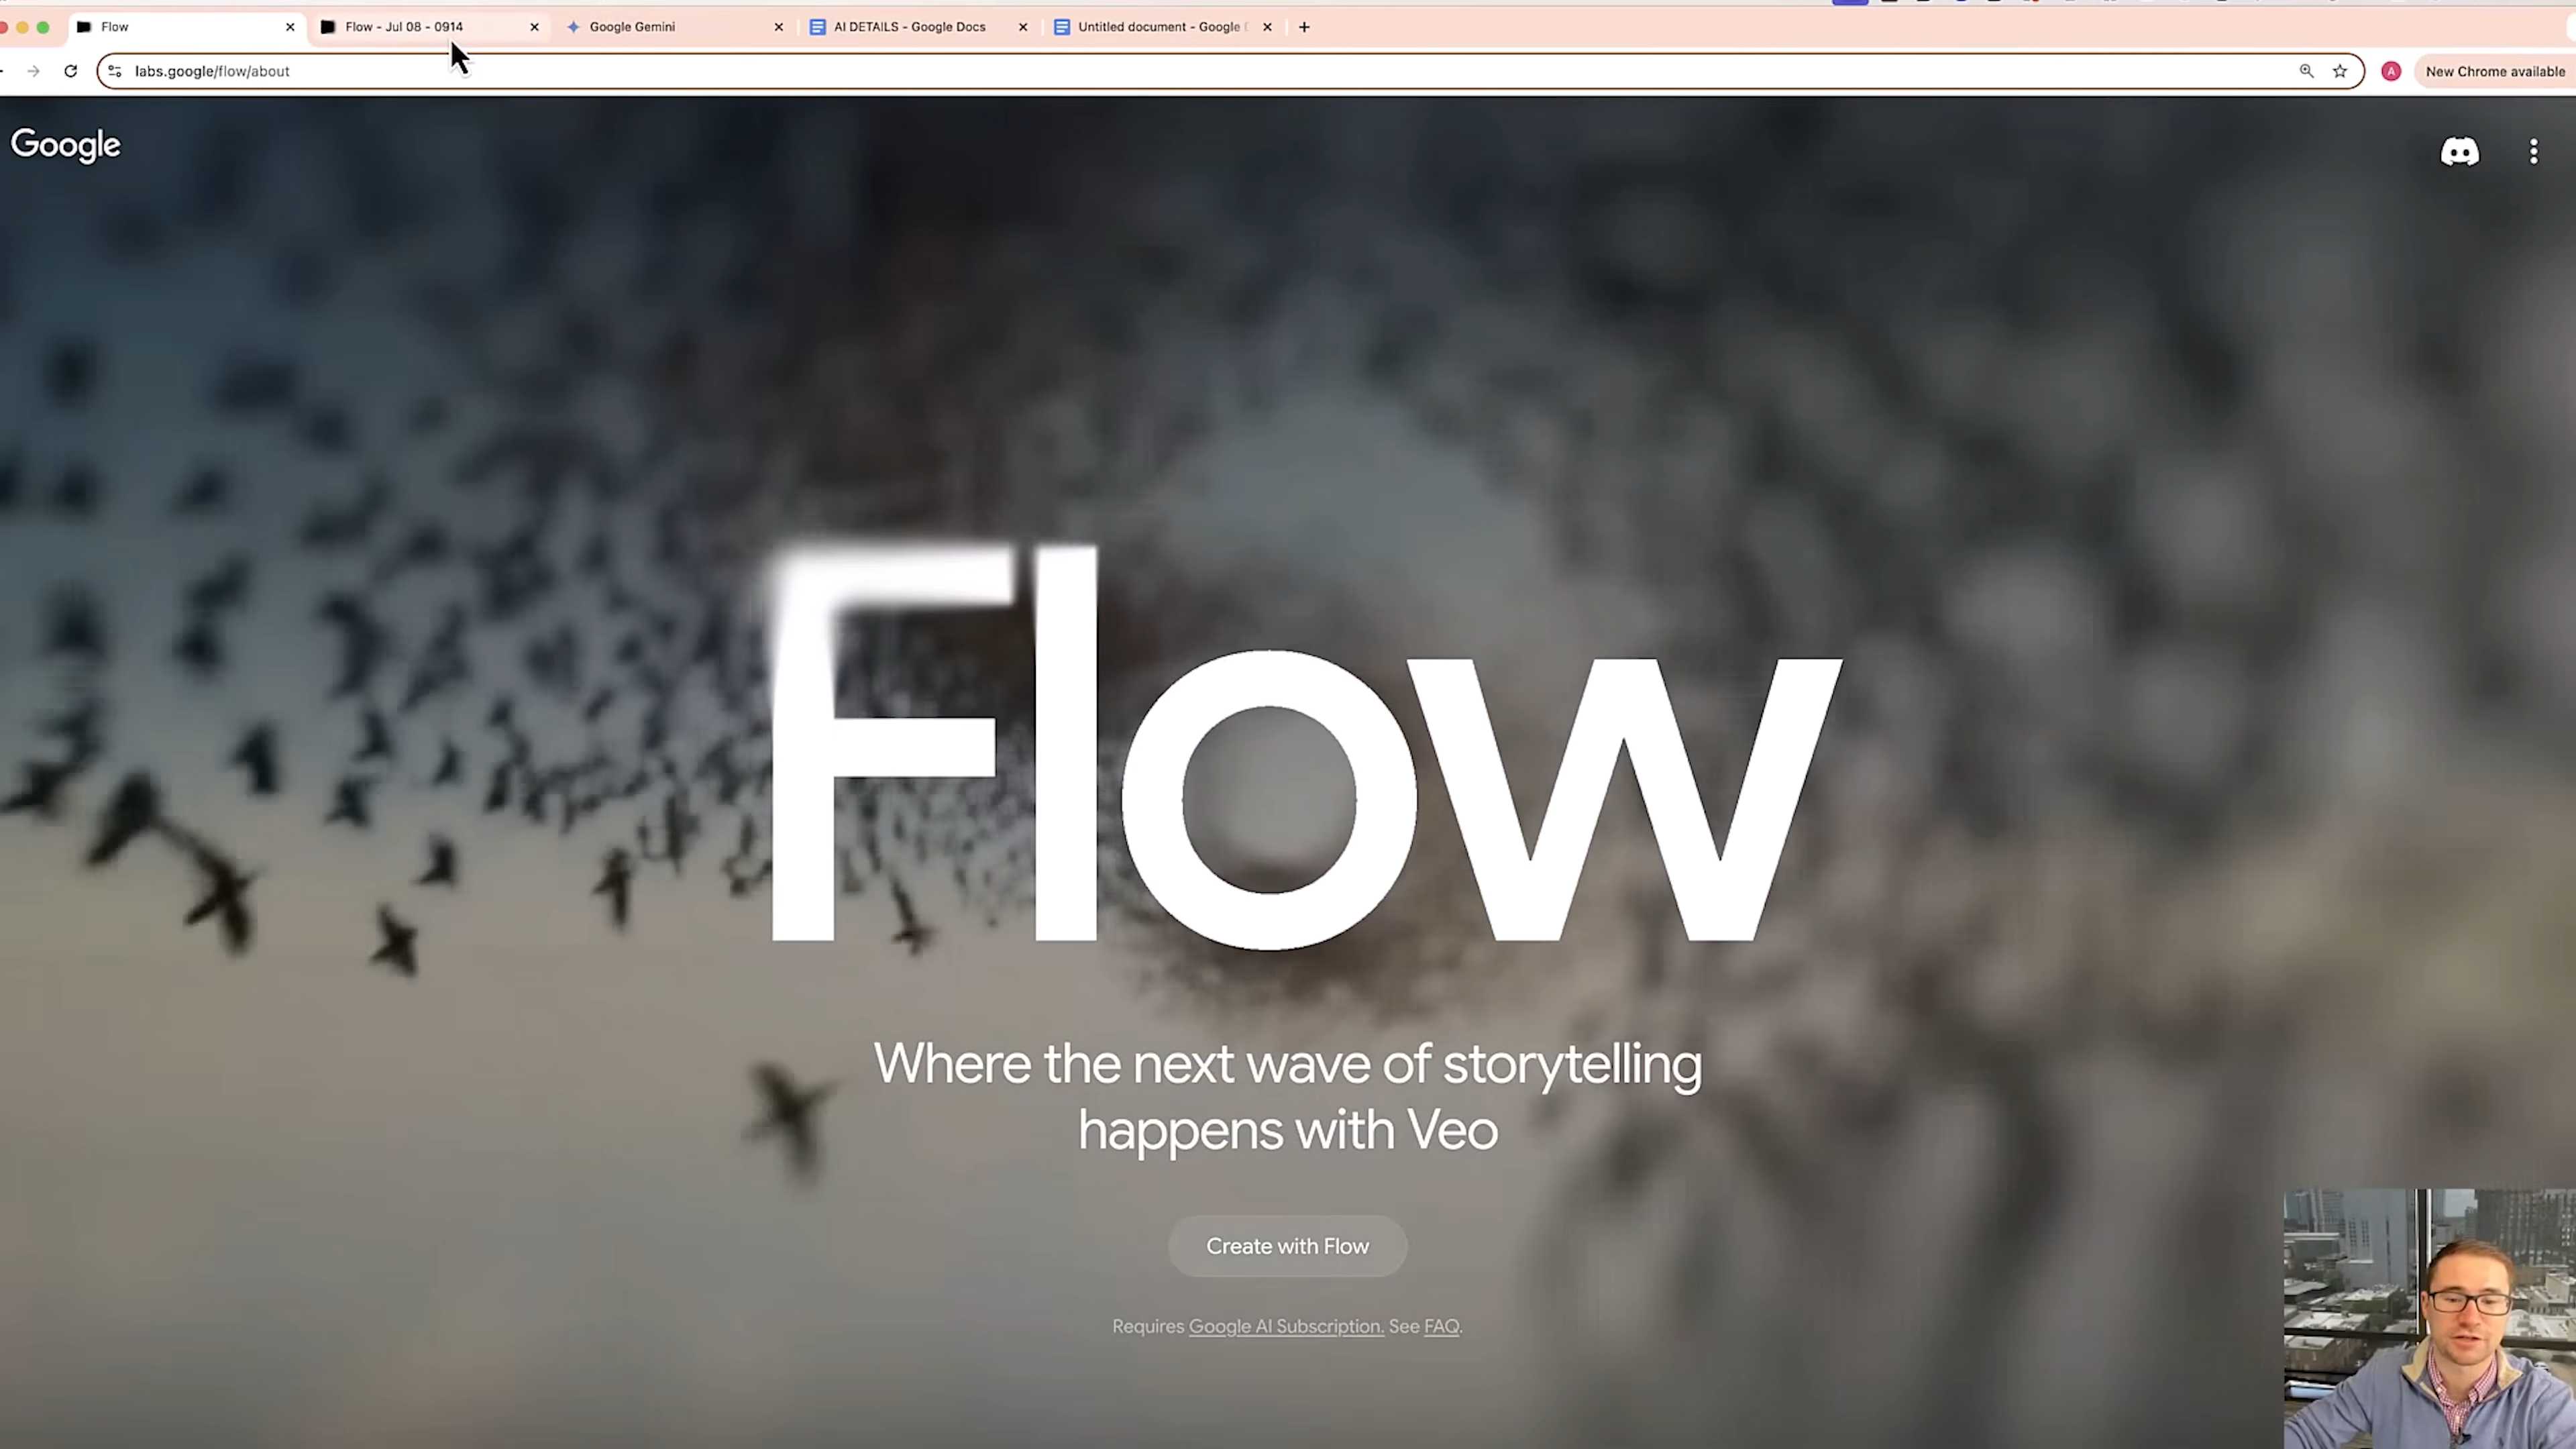 Flow
Flow - Jul 08 - 0914
Google Gemini
AI DETAILS - Google Docs
Untitled document - Google
labs.google/flow/about
A
New Chrome available
Google
Flow
Where the next wave of storytelling
happens with Veo
Create with Flow
Requires Google AI Subscription. See FAQ.